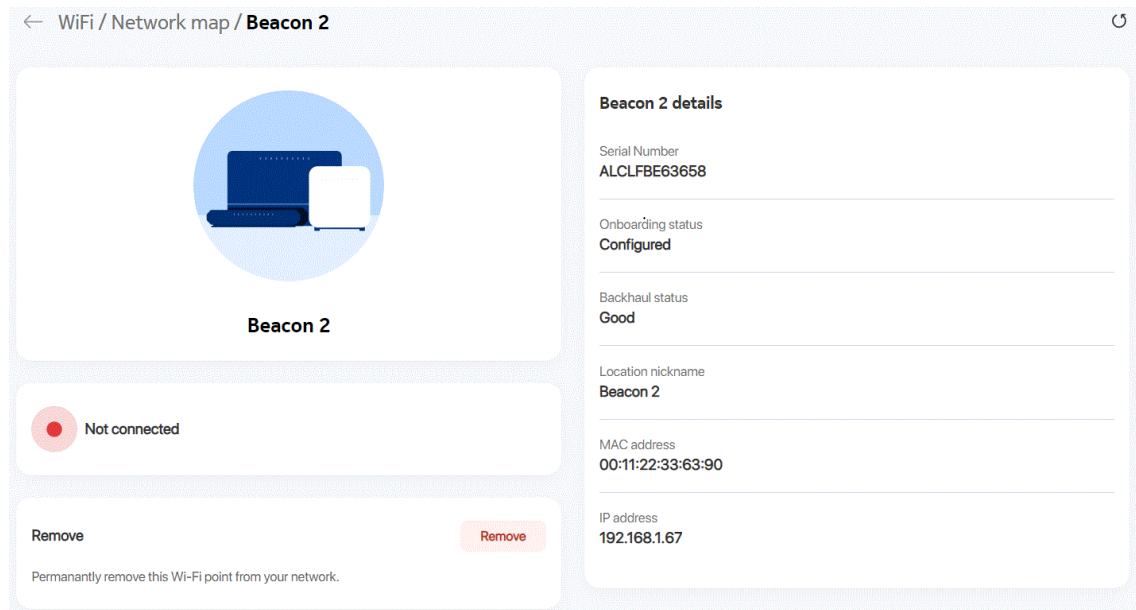 ← WiFi / Network map / Beacon 2
Beacon 2
Not connected
Remove
Remove
Permanantly remove this Wi-Fi point from your network.
Beacon 2 details
Serial Number
ALCLFBE63658
Onboarding status
Configured
Backhaul status
Good
Location nickname
Beacon 2
MAC address
00:11:22:33:63:90
IP address
192.168.1.67